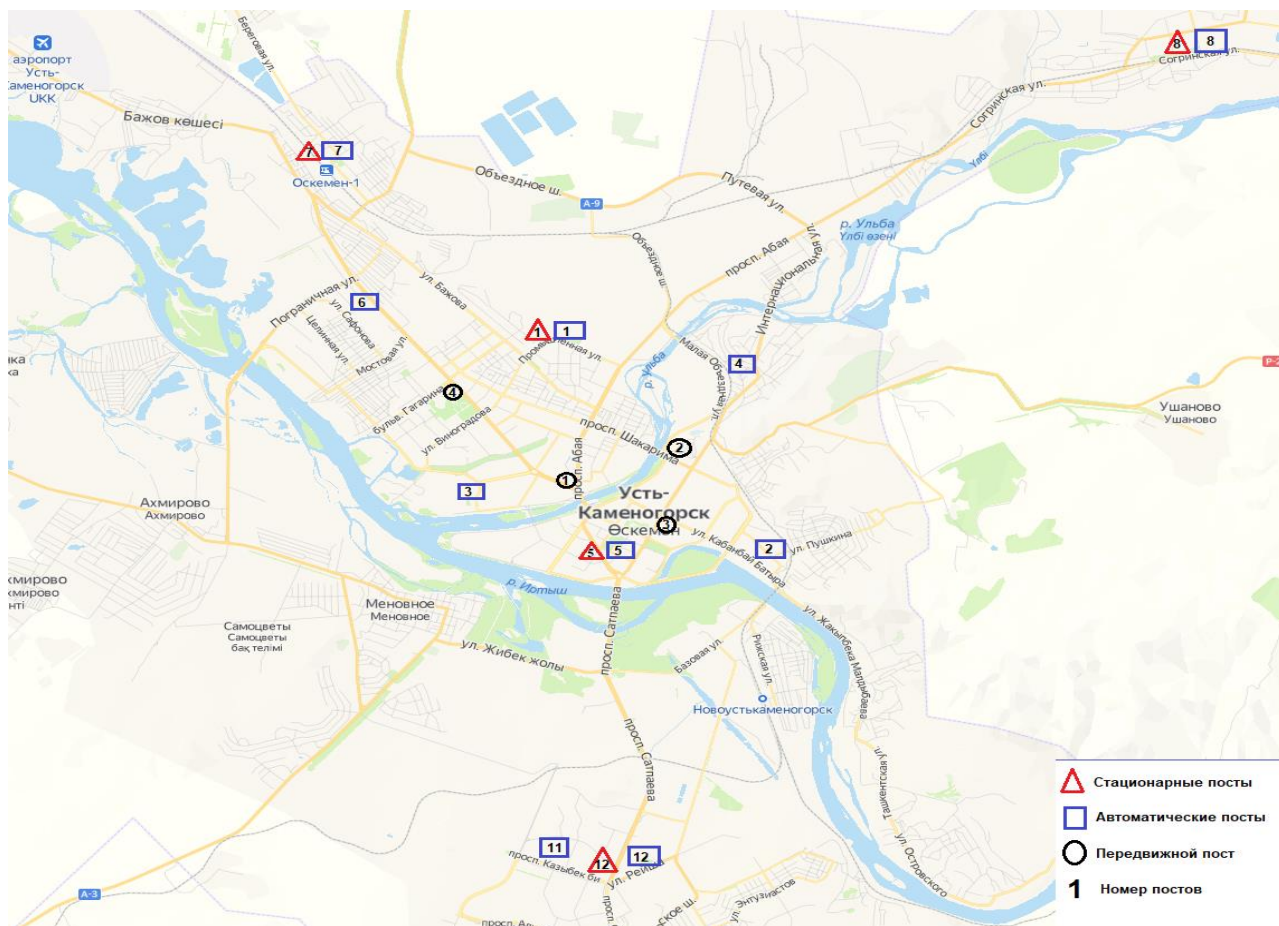 Береговая ул.
8
8
Согринская ул.
аэропорт
Усть-
Каменогорск
UKK
Бажов көшесі
Согринская ул.
7
7
Оскемен-1
Объездное ш.
A-9
Путевая ул.
Үлбі
р. Ульба
Үлбі өзені
Объездное ш.
просп. Абая
Интернациональная ул.
Пограничная ул.
6
ул. Сафонова
Целинная ул.
Мостовая ул.
ул. Бажова
1
1
Промышленная ул.
р. Ульба
Малая Объездная ул.
4
P-2
Ушаново
Ушаново
4
бульв. Гагарина
ул. Виноградова
просп. Шакарима
2
просп. Абая
1
3
Усть-
Каменогорск
Өскемен
3
Ахмирово
Ахмирово
5
5
ул. Кабанбай Батыра
2
ул. Пушкина
р. Иртыш
хмирово
хмирово
нті
Меновное
Меновное
Самоцветы
Самоцветы
бақ телімі
просп. Сатпаева
ул. Жибек жолы
Базовая ул.
Рижская ул.
ул. Жакыпбека Малдыбаева
Новоустькаменогорск
просп. Сатпаева
Ташкентская ул.
ул. Островского
11
12
12
просп. Казыбек би
ул. Энтузиастов
A-3
Стационарные посты
Автоматические посты
Передвижной пост
1 Номер постов